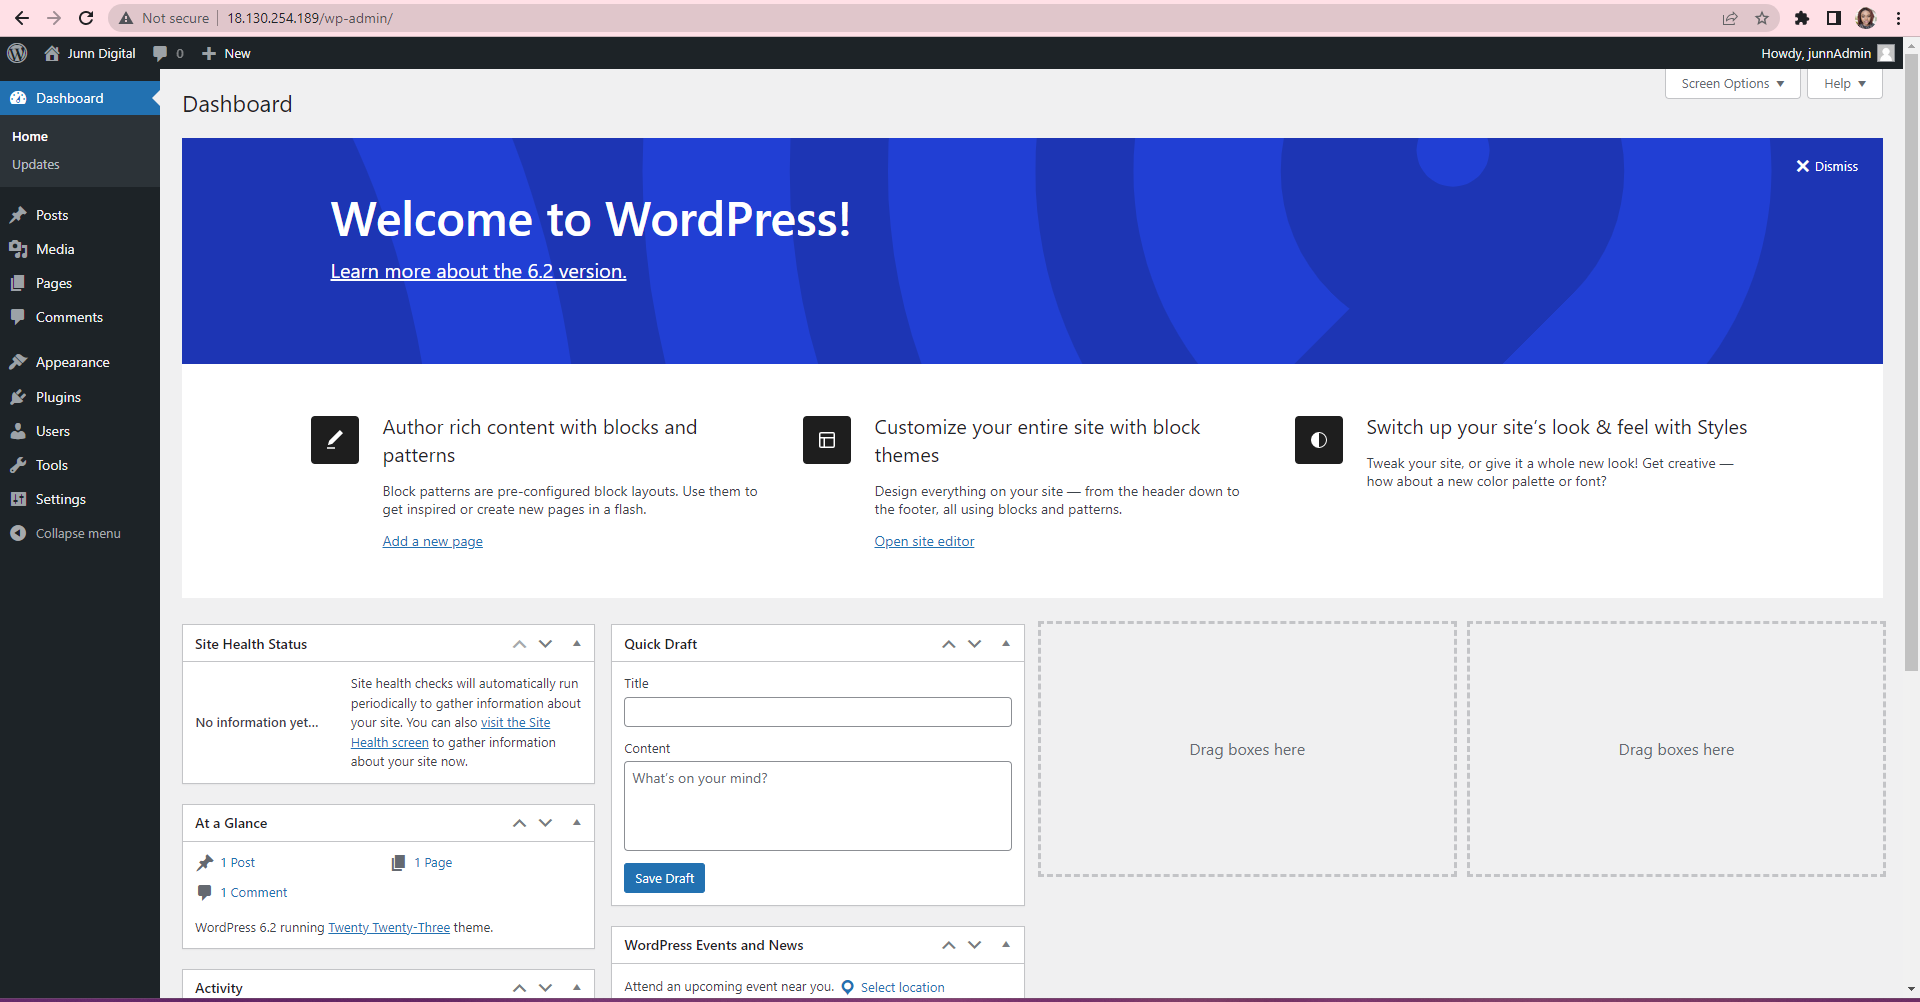 Not secure
18.130.254.189/wp-admin/
Junn Digital
0
New
Howdy, junnAdmin
Dashboard
Home
Updates
Posts
Media
Pages
Comments
Appearance
Plugins
Users
Tools
Settings
Collapse menu
Dashboard
Screen Options
Help
Dismiss
Welcome to WordPress!
Learn more about the 6.2 version.
Author rich content with blocks and
patterns
Block patterns are pre-configured block layouts. Use them to
get inspired or create new pages in a flash.
Add a new page
Customize your entire site with block
themes
Design everything on your site — from the header down to
the footer, all using blocks and patterns.
Open site editor
Switch up your site’s look & feel with Styles
Tweak your site, or give it a whole new look! Get creative —
how about a new color palette or font?
Site Health Status
No information yet…
Site health checks will automatically run
periodically to gather information about
your site. You can also visit the Site
Health screen to gather information
about your site now.
At a Glance
1 Post
1 Page
1 Comment
WordPress 6.2 running Twenty Twenty-Three theme.
Activity
Quick Draft
Title
Content
What’s on your mind?
Save Draft
WordPress Events and News
Attend an upcoming event near you.
Select location
Drag boxes here
Drag boxes here